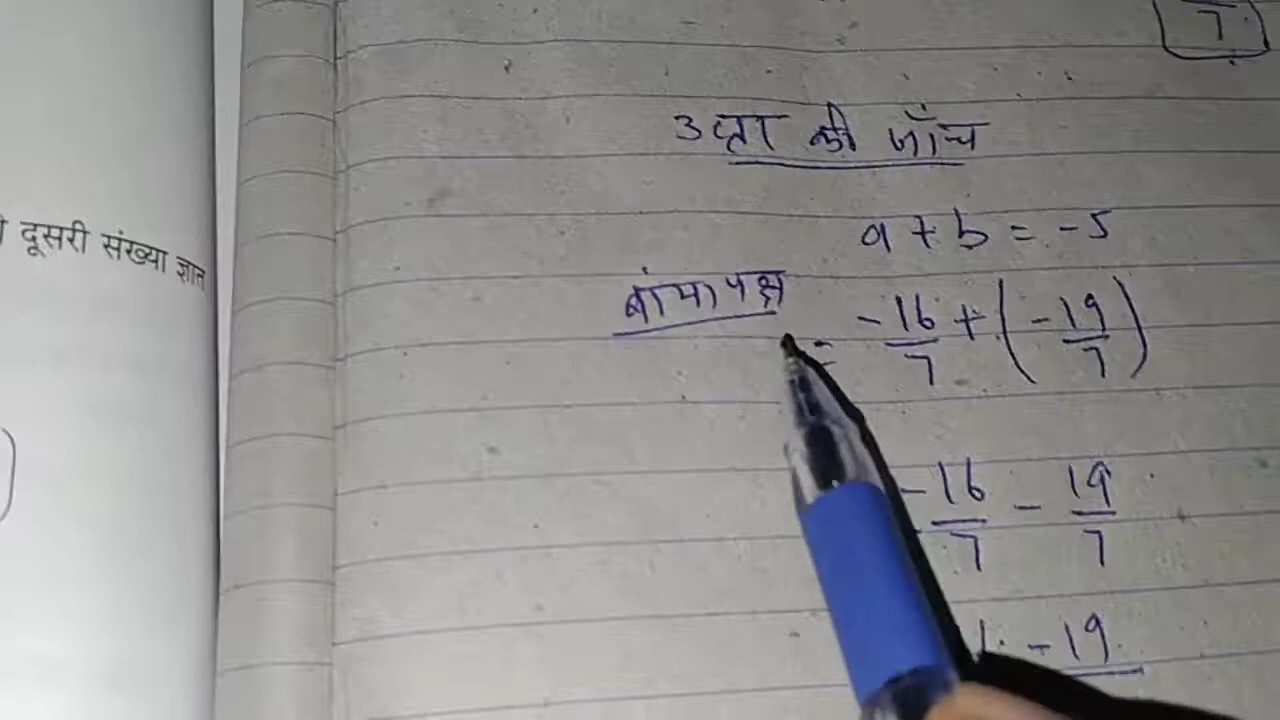 7
उत्तर की जाँच
दूसरी संख्या ज्ञात
a + b = -5
बांयापक्ष
= -16/7 + (-19/7)
-16/7 - 19/7
- 19